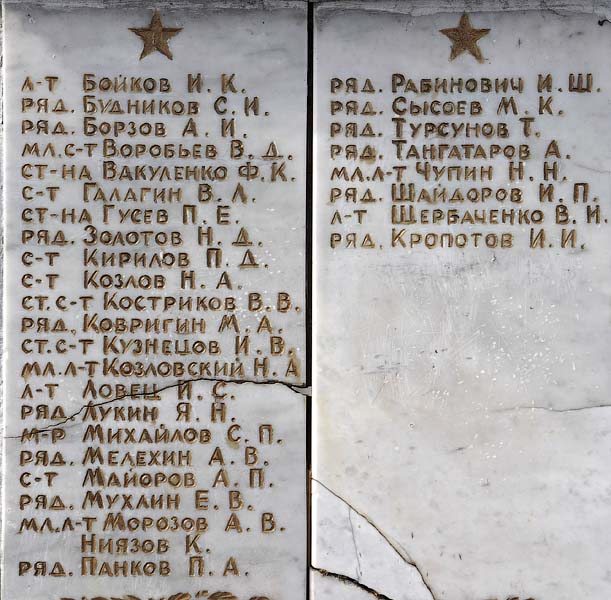 л-т Бойков И. К.
ряд. Будников С. И.
ряд. Борзов А. И.
мл. с-т Воробьев В. Д.
ст-на Вакуленко Ф. К.
с-т Галагин В. Л.
ст-на Гусев П. Е.
ряд. Золотов Н. Д.
с-т Кирилов П. Д.
с-т Козлов Н. А.
ст. с-т Костриков В. В.
ряд. Ковригин М. А.
ст. с-т Кузнецов И. В.
мл. л-т Козловский Н. А
л-т Ловец И. С.
ряд. Лукин Я. Н.
м-р Михайлов С. П.
ряд. Мелехин А. В.
с-т Майоров А. П.
ряд. Мухлин Е. В.
мл. л-т Морозов А. В.
Ниязов К.
ряд. Панков П. А.
ряд. Рабинович И. Ш.
ряд. Сысоев М. К.
ряд. Турсунов Т.
ряд. Тангатаров А.
мл. л-т Чупин Н. Н.
ряд. Шайдоров И. П.
л-т Щербаченко В. И.
ряд. Кропотов И. И.